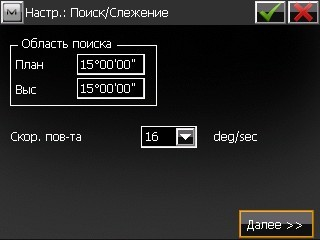 M Настр.: Поиск/Слежение
Область поиска
План 15°00'00"
Выс 15°00'00"
Скор. пов-та 16 deg/sec
Далее >>